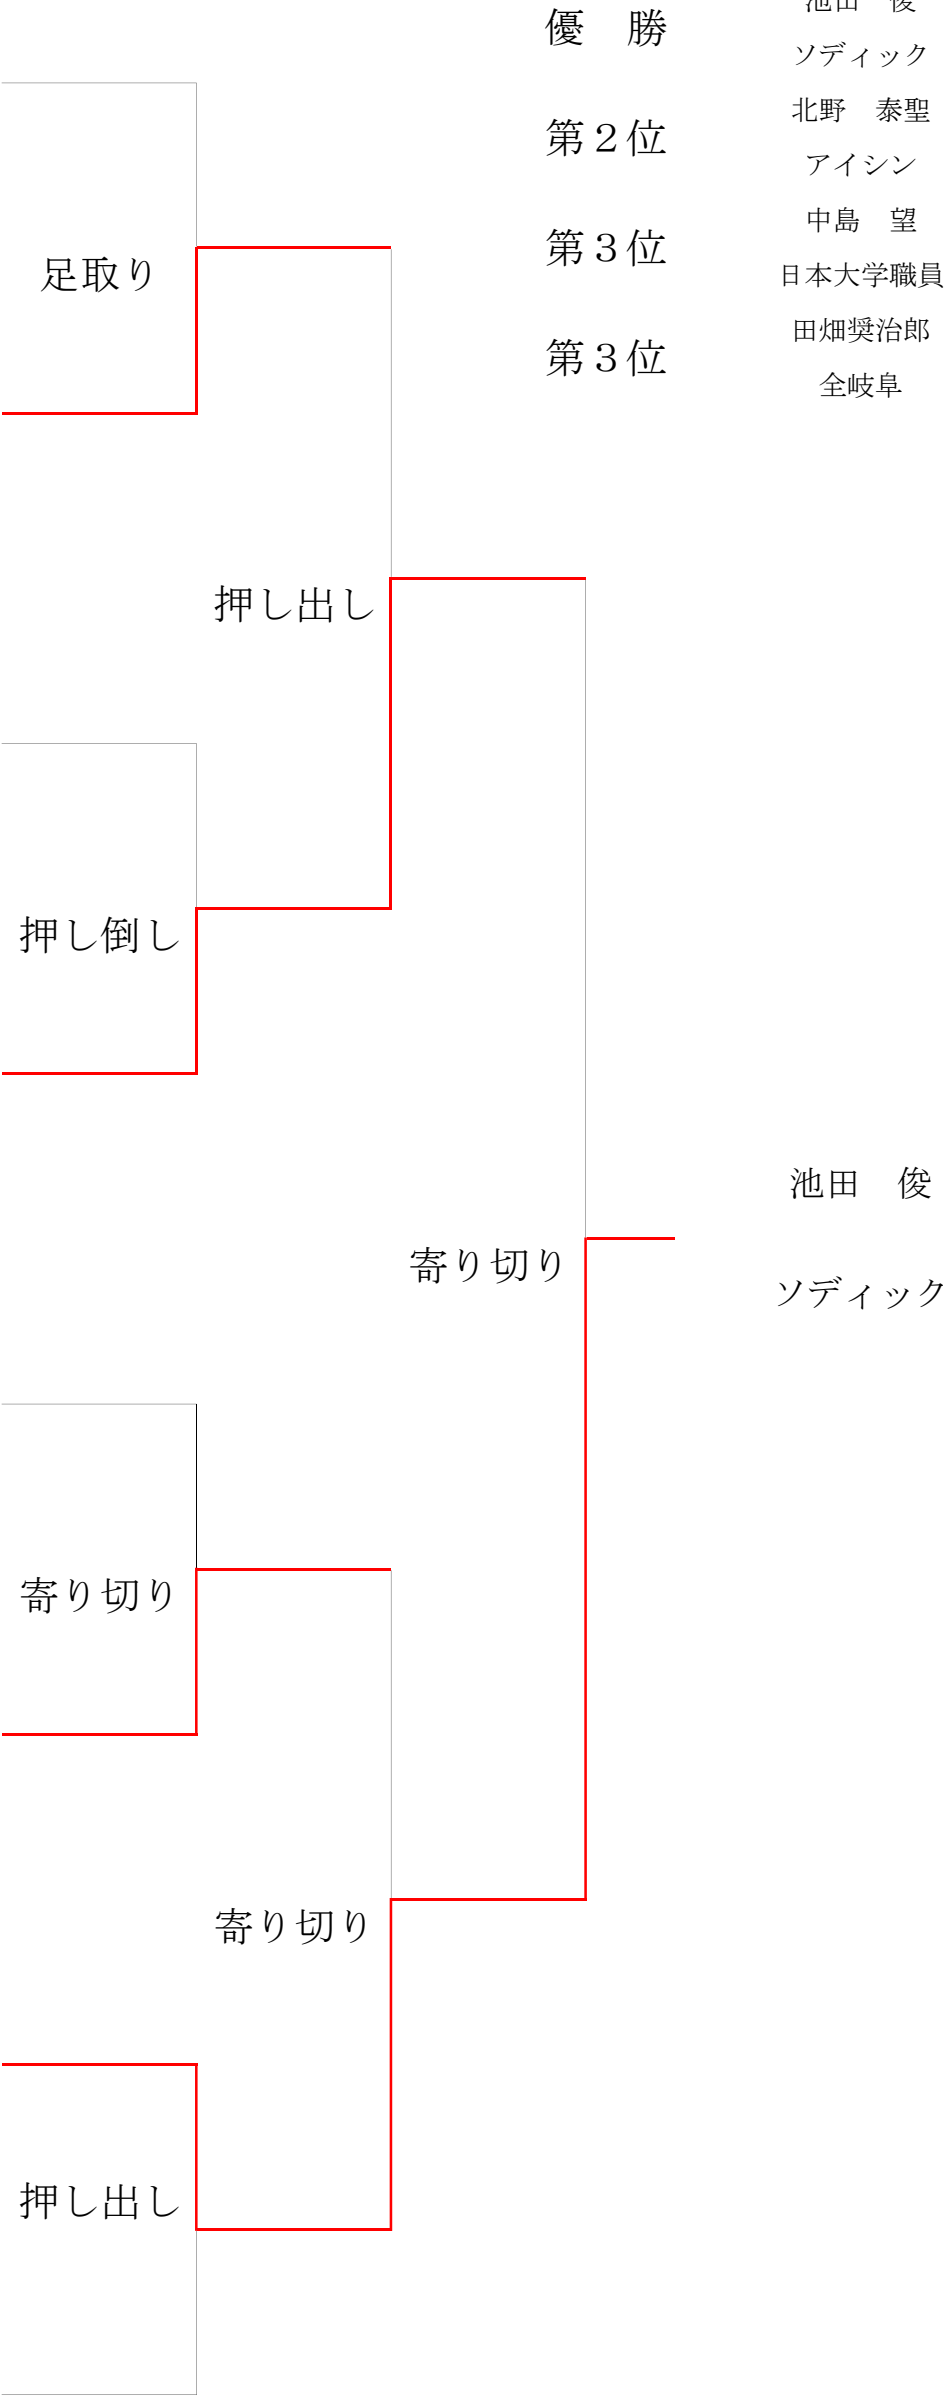 優　勝
池田　俊
ソディック
第２位
北野　泰聖
アイシン
第３位
中島　望
日本大学職員
第３位
田畑奨治郎
全岐阜
足取り
押し出し
押し倒し
池田　俊
寄り切り
ソディック
寄り切り
寄り切り
押し出し